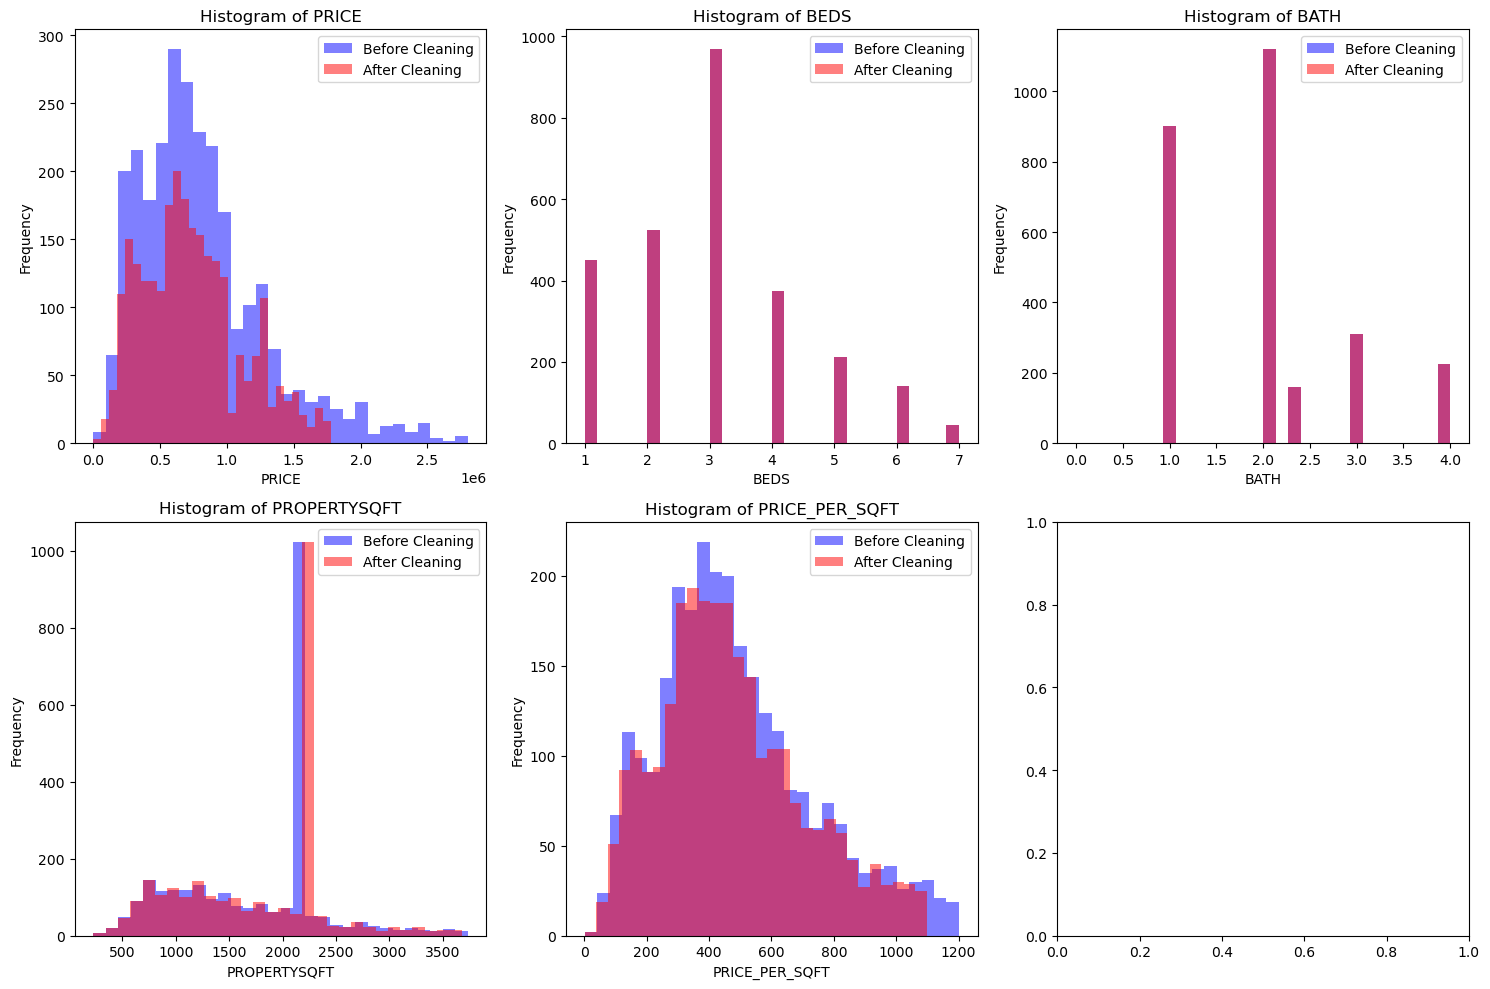 Histogram of PRICE
Before Cleaning
After Cleaning
300
250
200
150
100
50
0
Frequency
0.0 0.5 1.0 1.5 2.0 2.5
1e6
PRICE
Histogram of BEDS
Before Cleaning
After Cleaning
1000
800
600
400
200
0
Frequency
1 2 3 4 5 6 7
BEDS
Histogram of BATH
Before Cleaning
After Cleaning
1000
800
600
400
200
0
Frequency
0.0 0.5 1.0 1.5 2.0 2.5 3.0 3.5 4.0
BATH
Histogram of PROPERTYSQFT
Before Cleaning
After Cleaning
1000
800
600
400
200
0
Frequency
500 1000 1500 2000 2500 3000 3500
PROPERTYSQFT
Histogram of PRICE_PER_SQFT
Before Cleaning
After Cleaning
200
150
100
50
0
Frequency
0 200 400 600 800 1000 1200
PRICE_PER_SQFT
1.0
0.8
0.6
0.4
0.2
0.0
0.0 0.2 0.4 0.6 0.8 1.0